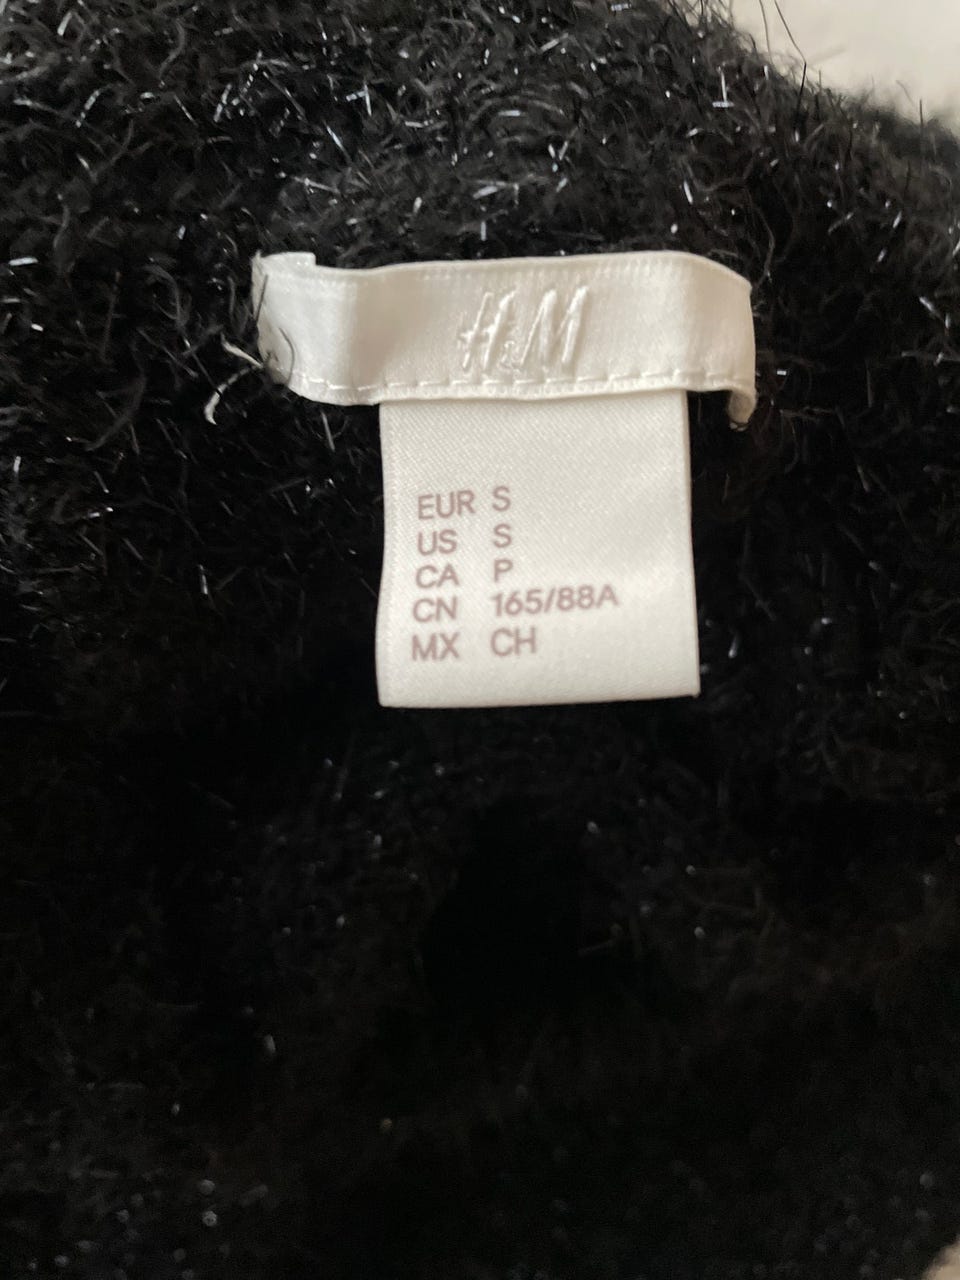 H&M
EUR S
US S
CA P
CN 165/88A
MX CH